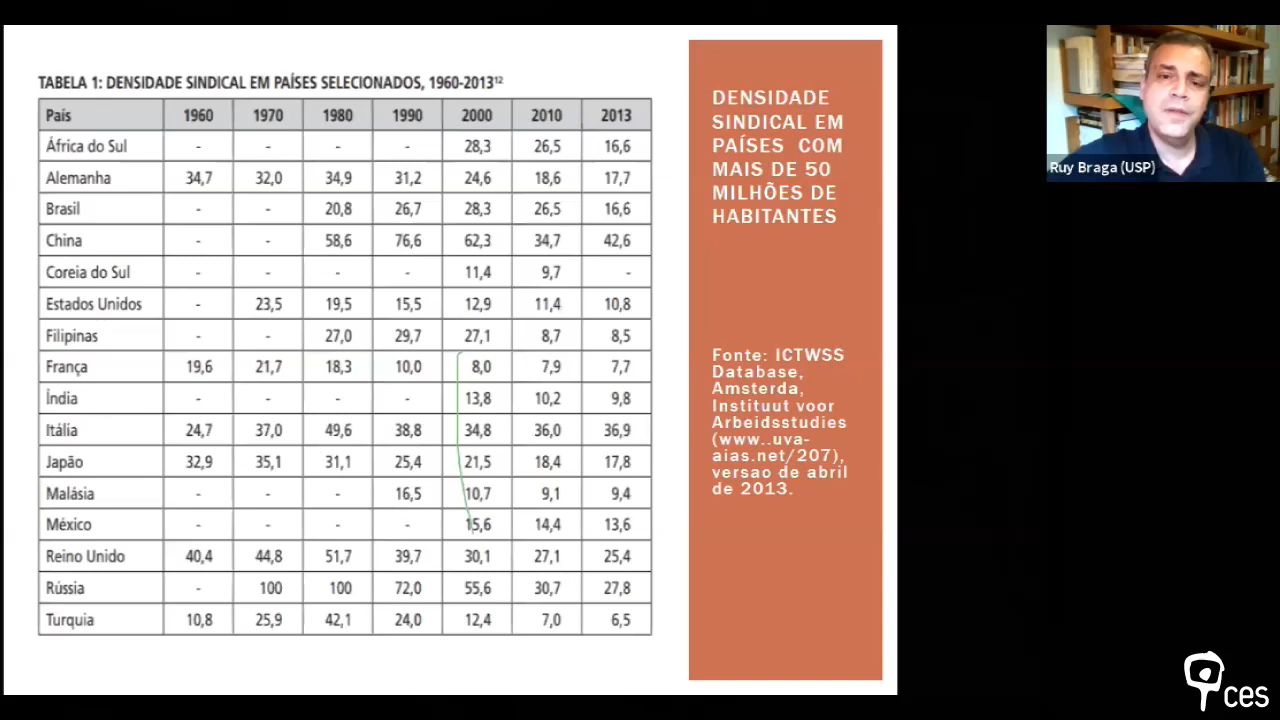 TABELA 1: DENSIDADE SINDICAL EM PAÍSES SELECIONADOS, 1960-2013¹²
País 1960 1970 1980 1990 2000 2010 2013
África do Sul - - - - 28,3 26,5 16,6
Alemanha 34,7 32,0 34,9 31,2 24,6 18,6 17,7
Brasil - - 20,8 26,7 28,3 26,5 16,6
China - - 58,6 76,6 62,3 34,7 42,6
Coreia do Sul - - - - 11,4 9,7 -
Estados Unidos - 23,5 19,5 15,5 12,9 11,4 10,8
Filipinas - - 27,0 29,7 27,1 8,7 8,5
França 19,6 21,7 18,3 10,0 8,0 7,9 7,7
Índia - - - - 13,8 10,2 9,8
Itália 24,7 37,0 49,6 38,8 34,8 36,0 36,9
Japão 32,9 35,1 31,1 25,4 21,5 18,4 17,8
Malásia - - - 16,5 10,7 9,1 9,4
México - - - - 15,6 14,4 13,6
Reino Unido 40,4 44,8 51,7 39,7 30,1 27,1 25,4
Rússia - 100 100 72,0 55,6 30,7 27,8
Turquia 10,8 25,9 42,1 24,0 12,4 7,0 6,5
DENSIDADE
SINDICAL EM
PAÍSES COM
MAIS DE 50
MILHÕES DE
HABITANTES
Fonte: ICTWSS
Database,
Amsterda,
Instituut voor
Arbeidsstudies
(www..uva-
aias.net/207),
versao de abril
de 2013.
Ruy Braga (USP)
ces